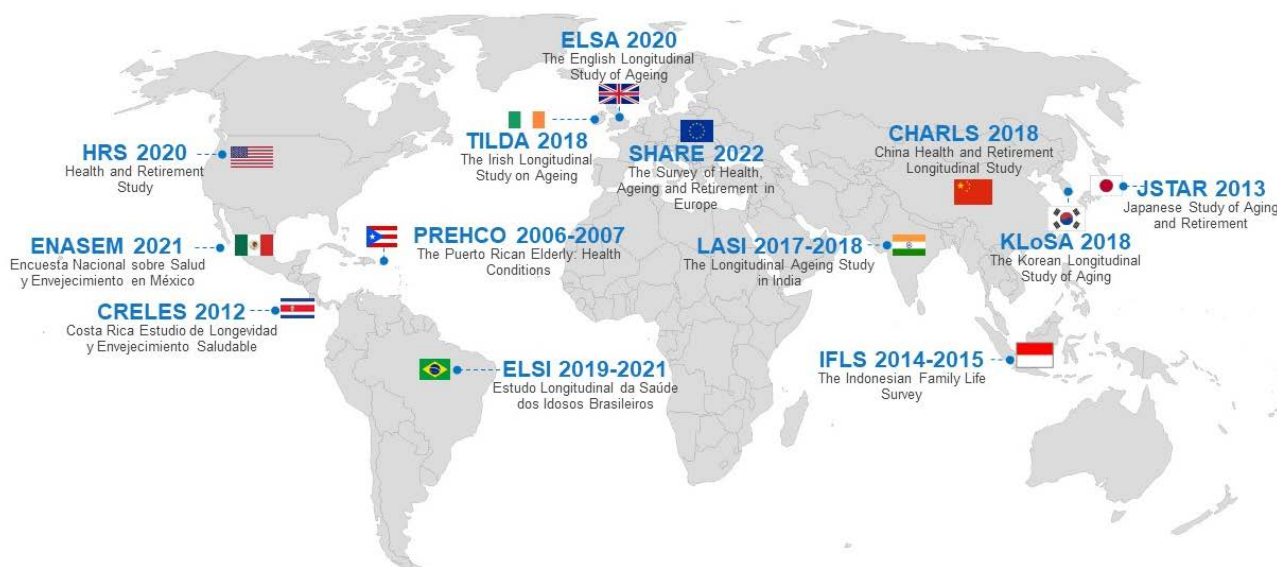 ELSA 2020
The English Longitudinal
Study of Ageing
TILDA 2018
The Irish Longitudinal
Study on Ageing
SHARE 2022
The Survey of Health,
Ageing and Retirement in
Europe
CHARLS 2018
China Health and Retirement
Longitudinal Study
HRS 2020
Health and Retirement
Study
JSTAR 2013
Japanese Study of Aging
and Retirement
ENASEM 2021
Encuesta Nacional sobre Salud
y Envejecimiento en México
PREHCO 2006-2007
The Puerto Rican Elderly: Health
Conditions
LASI 2017-2018
The Longitudinal Ageing Study
in India
KLoSA 2018
The Korean Longitudinal
Study of Aging
CRELES 2012
Costa Rica Estudio de Longevidad
y Envejecimiento Saludable
ELSI 2019-2021
Estudo Longitudinal da Saúde
dos Idosos Brasileiros
IFLS 2014-2015
The Indonesian Family Life
Survey